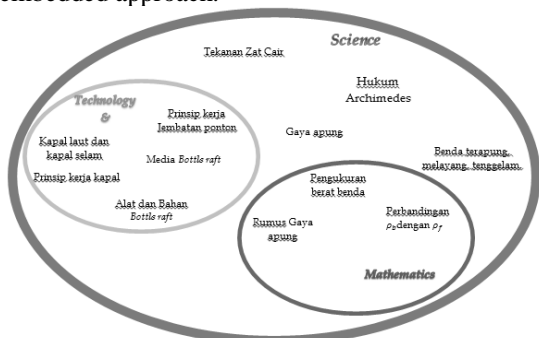 embedded approach.
Science
Tekanan Zat Cair
Hukum
Archimedes
Gaya apung
Benda terapung,
melayang, tenggelam
Technology
&
Prinsip kerja
Jembatan ponton
Kapal laut dan
kapal selam
Media Bottls raft
Prinsip kerja kapal
Alat dan Bahan
Bottls raft
Pengukuran
berat benda
Rumus Gaya
apung
Perbandingan
ρb dengan ρf
Mathematics